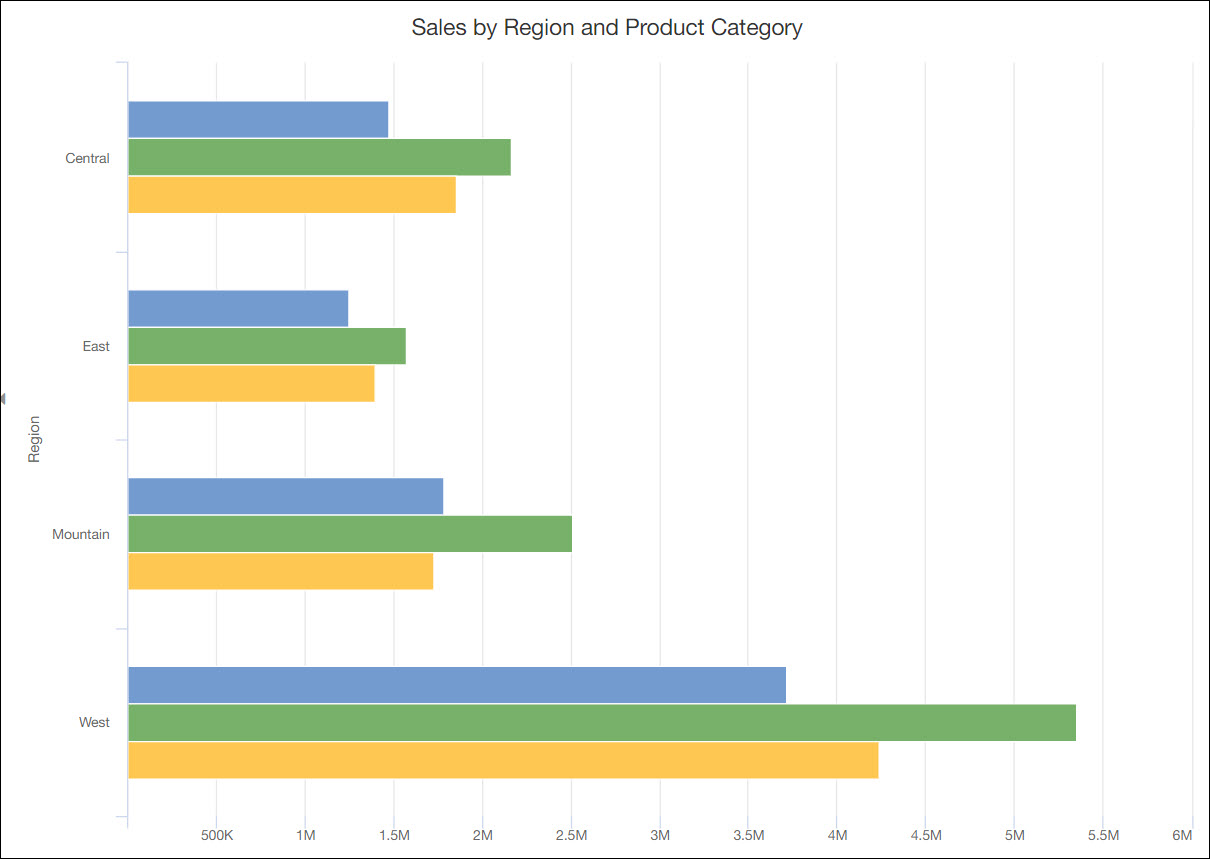 Sales by Region and Product Category
Central
East
Region
Mountain
West
500K 1M 1.5M 2M 2.5M 3M 3.5M 4M 4.5M 5M 5.5M 6M